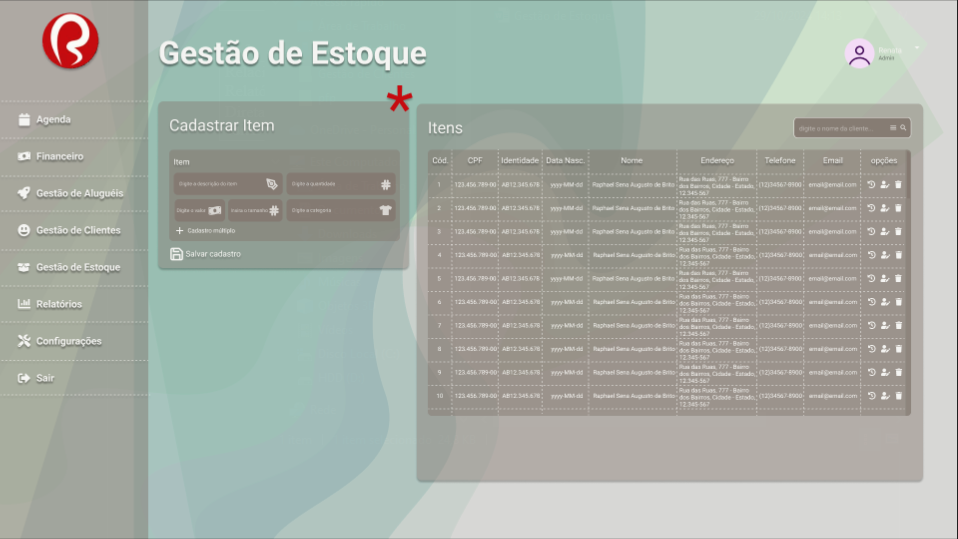 Gestão de Estoque
Renata
Admin
Agenda
Financeiro
Gestão de Aluguéis
Gestão de Clientes
Gestão de Estoque
Relatórios
Configurações
Sair
*
Cadastrar Item
Item
Digite a descrição do item
Digite a quantidade
Digite o valor
Insira o tamanho
Digite a categoria
Cadastro múltiplo
Salvar cadastro
Itens
digite o nome da cliente...
Cód. CPF Identidade Data Nasc. Nome Endereço Telefone Email opções
1 123.456.789-00 AB12.345.678 yyyy-MM-dd Raphael Sena Augusto de Brito Rua das Ruas, 777 - Bairro dos Bairros, Cidade - Estado, 12.345-567 (12)34567-8900 email@email.com
2 123.456.789-00 AB12.345.678 yyyy-MM-dd Raphael Sena Augusto de Brito Rua das Ruas, 777 - Bairro dos Bairros, Cidade - Estado, 12.345-567 (12)34567-8900 email@email.com
3 123.456.789-00 AB12.345.678 yyyy-MM-dd Raphael Sena Augusto de Brito Rua das Ruas, 777 - Bairro dos Bairros, Cidade - Estado, 12.345-567 (12)34567-8900 email@email.com
4 123.456.789-00 AB12.345.678 yyyy-MM-dd Raphael Sena Augusto de Brito Rua das Ruas, 777 - Bairro dos Bairros, Cidade - Estado, 12.345-567 (12)34567-8900 email@email.com
5 123.456.789-00 AB12.345.678 yyyy-MM-dd Raphael Sena Augusto de Brito Rua das Ruas, 777 - Bairro dos Bairros, Cidade - Estado, 12.345-567 (12)34567-8900 email@email.com
6 123.456.789-00 AB12.345.678 yyyy-MM-dd Raphael Sena Augusto de Brito Rua das Ruas, 777 - Bairro dos Bairros, Cidade - Estado, 12.345-567 (12)34567-8900 email@email.com
7 123.456.789-00 AB12.345.678 yyyy-MM-dd Raphael Sena Augusto de Brito Rua das Ruas, 777 - Bairro dos Bairros, Cidade - Estado, 12.345-567 (12)34567-8900 email@email.com
8 123.456.789-00 AB12.345.678 yyyy-MM-dd Raphael Sena Augusto de Brito Rua das Ruas, 777 - Bairro dos Bairros, Cidade - Estado, 12.345-567 (12)34567-8900 email@email.com
9 123.456.789-00 AB12.345.678 yyyy-MM-dd Raphael Sena Augusto de Brito Rua das Ruas, 777 - Bairro dos Bairros, Cidade - Estado, 12.345-567 (12)34567-8900 email@email.com
10 123.456.789-00 AB12.345.678 yyyy-MM-dd Raphael Sena Augusto de Brito Rua das Ruas, 777 - Bairro dos Bairros, Cidade - Estado, 12.345-567 (12)34567-8900 email@email.com